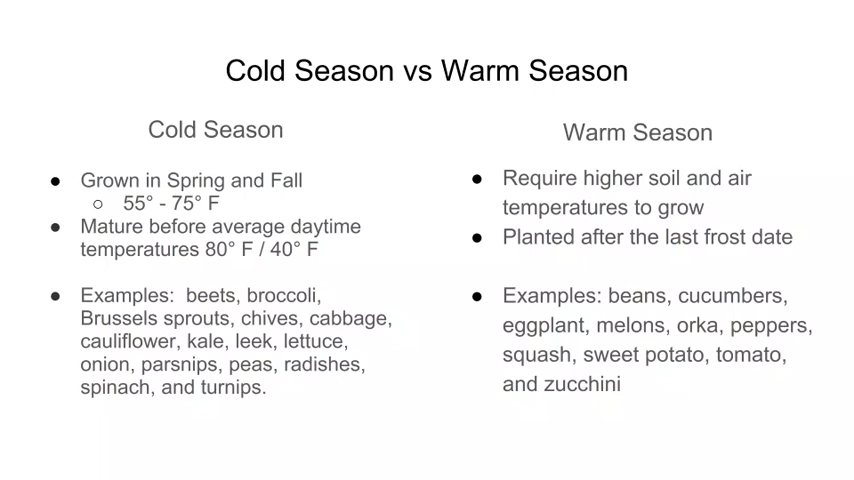 Cold Season vs Warm Season
Cold Season
● Grown in Spring and Fall
○ 55° - 75° F
● Mature before average daytime
temperatures 80° F / 40° F
● Examples:  beets, broccoli,
Brussels sprouts, chives, cabbage,
cauliflower, kale, leek, lettuce,
onion, parsnips, peas, radishes,
spinach, and turnips.
Warm Season
● Require higher soil and air
temperatures to grow
● Planted after the last frost date
● Examples: beans, cucumbers,
eggplant, melons, orka, peppers,
squash, sweet potato, tomato,
and zucchini